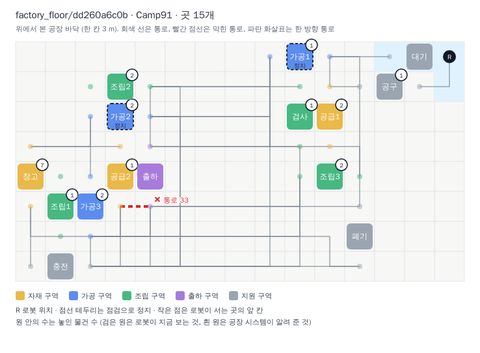 factory_floor/dd260a6c0b · Camp91 · 곳 15개
위에서 본 공장 바닥 (한 칸 3 m). 회색 선은 통로, 빨간 점선은 막힌 통로, 파란 화살표는 한 방향 통로
가공1 1
정지
대기
R
조립2 2
공구 1
가공2 2
정지
검사 1
공급1 2
창고 7
공급2 1
출하
조립3 2
조립1 1
가공3 2
✕ 통로 33
폐기
충전
자재 구역
가공 구역
조립 구역
출하 구역
지원 구역
R 로봇 위치 · 점선 테두리는 점검으로 정지 · 작은 점은 로봇이 서는 곳의 앞 칸
원 안의 수는 놓인 물건 수 (검은 원은 로봇이 지금 보는 것, 흰 원은 공장 시스템이 알려 준 것)